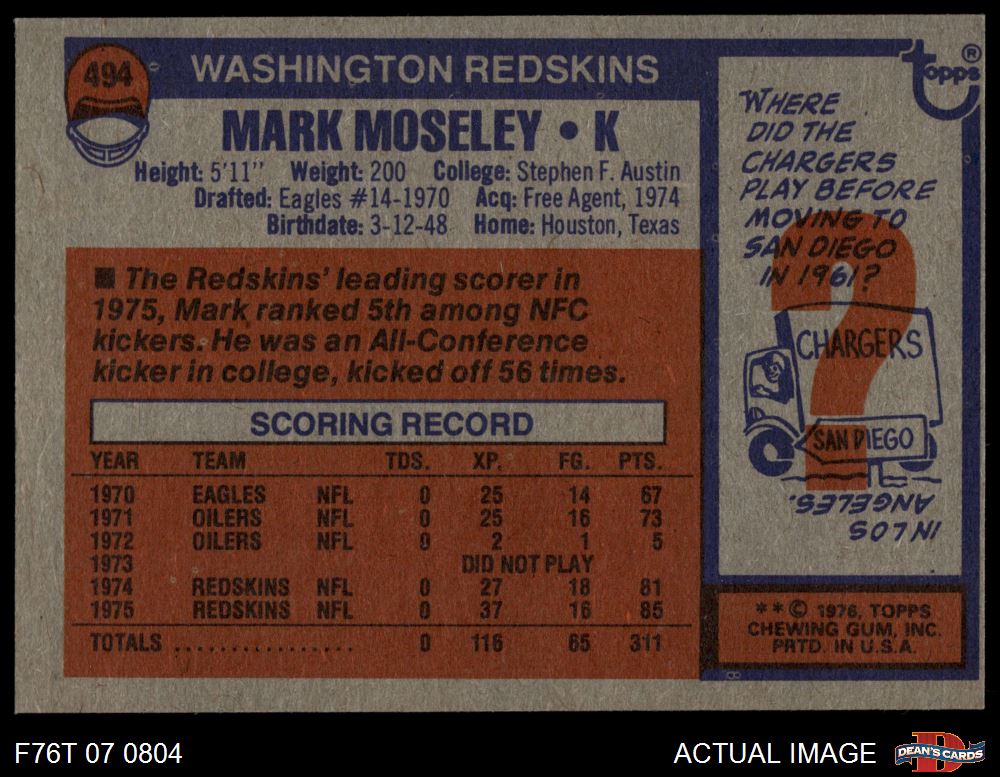 494
WASHINGTON REDSKINS
MARK MOSELEY • K
Height: 5'11" Weight: 200 College: Stephen F. Austin
Drafted: Eagles #14-1970 Acq: Free Agent, 1974
Birthdate: 3-12-48 Home: Houston, Texas
■ The Redskins' leading scorer in
1975, Mark ranked 5th among NFC
kickers. He was an All-Conference
kicker in college, kicked off 56 times.
SCORING RECORD
YEAR TEAM TDS. XP. FG. PTS.
1970 EAGLES NFL 0 25 14 67
1971 OILERS NFL 0 25 16 73
1972 OILERS NFL 0 2 1 5
1973 DID NOT PLAY
1974 REDSKINS NFL 0 27 18 81
1975 REDSKINS NFL 0 37 16 85
TOTALS ................. 0 116 65 311
topps®
WHERE
DID THE
CHARGERS
PLAY BEFORE
MOVING TO
SAN DIEGO
IN 1961?
?
CHARGERS
SAN DIEGO
IN LOS
ANGELES.
**© 1976, TOPPS
CHEWING GUM, INC.
PRTD. IN U.S.A.
8
F76T 07 0804
ACTUAL IMAGE
D
DEAN'S CARDS